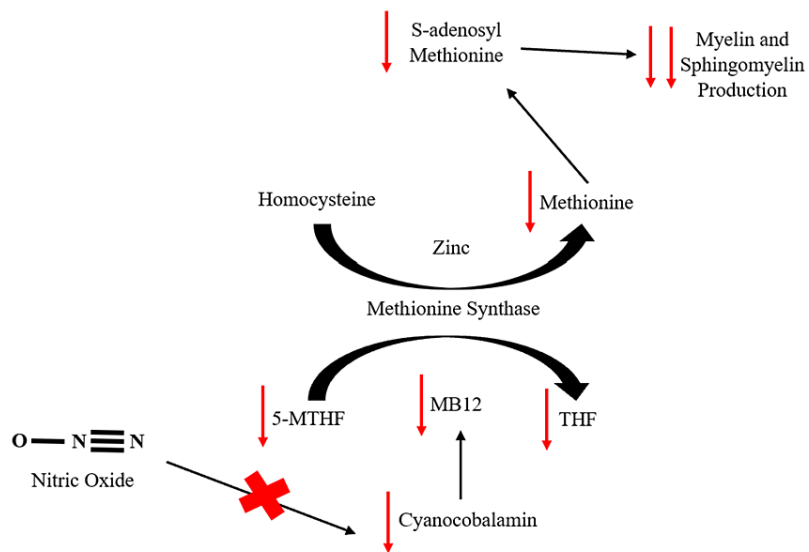 S-adenosyl
Methionine
Myelin and
Sphingomyelin
Production
Homocysteine
Methionine
Zinc
Methionine Synthase
5-MTHF
MB12
THF
O N N
Nitric Oxide
Cyanocobalamin